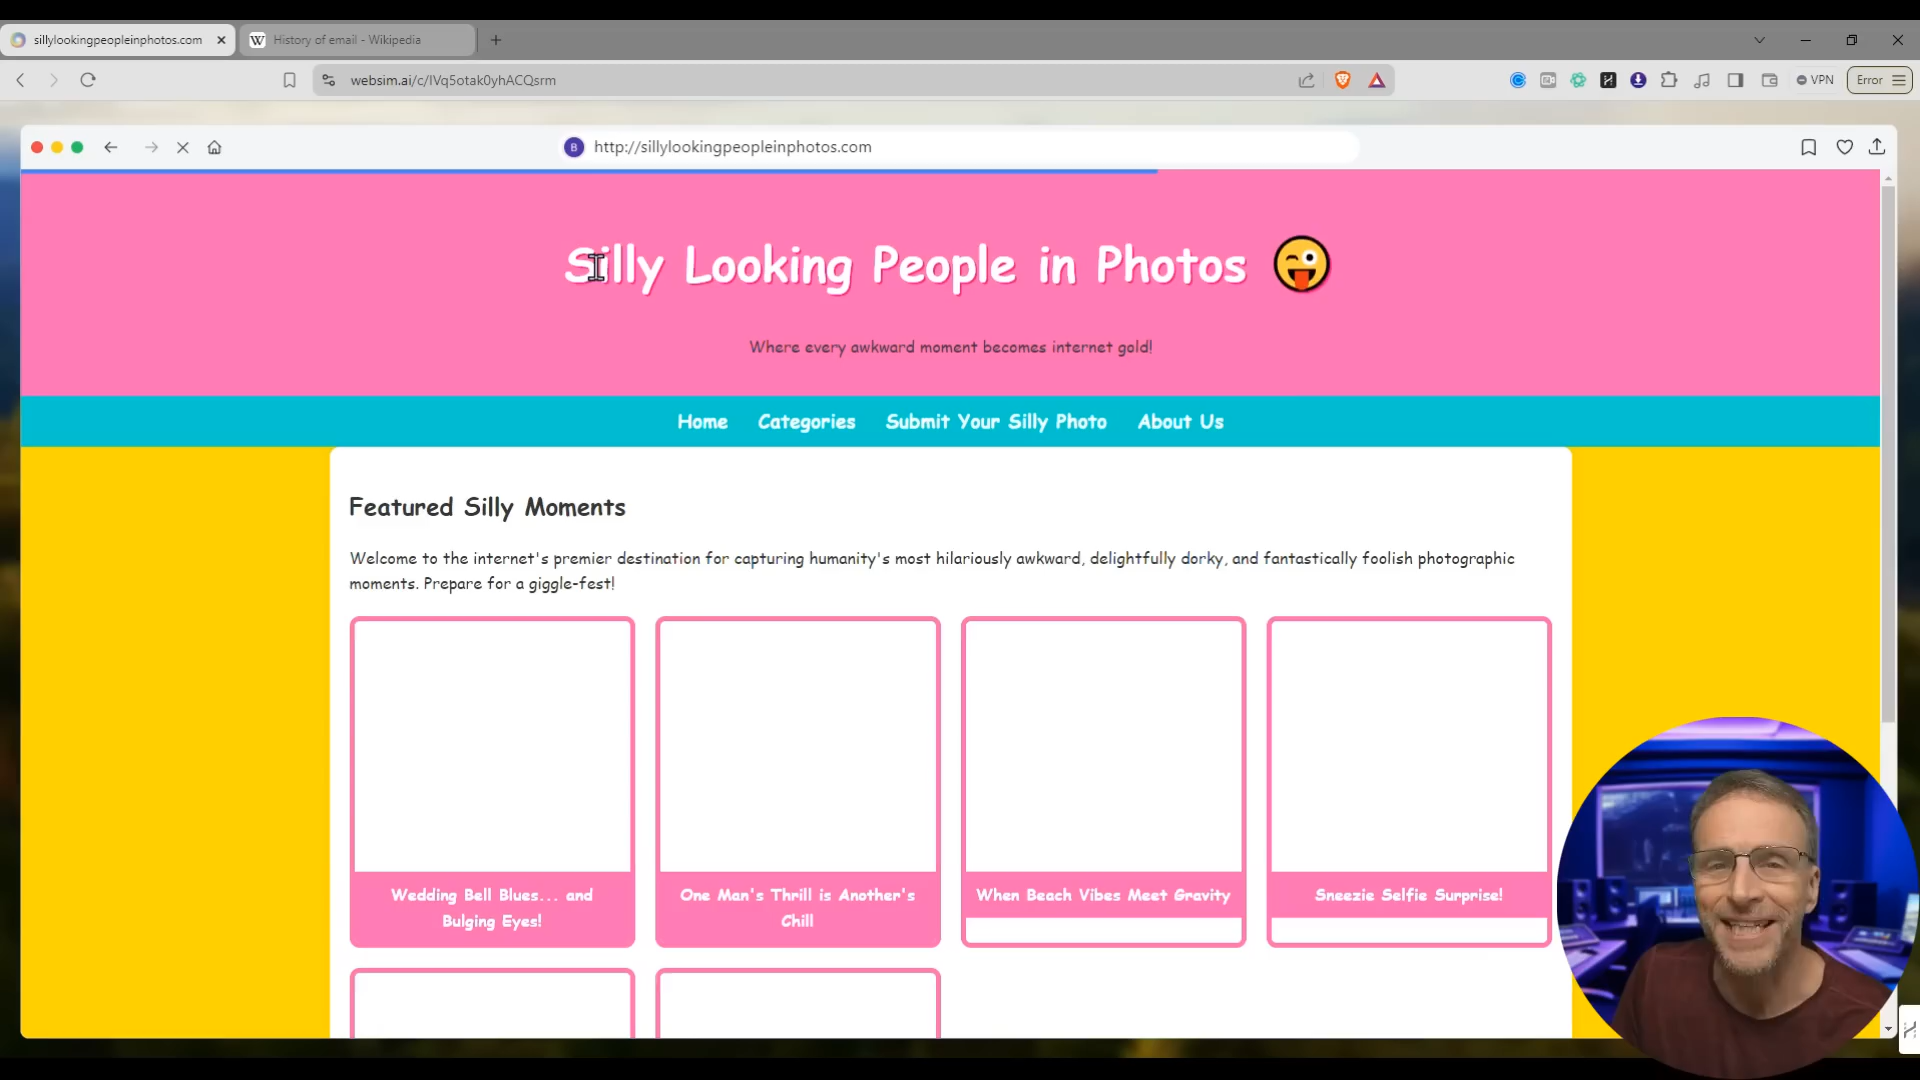 sillylookingpeopleinphotos.com
W History of email - Wikipedia
websim.ai/c/IVq5otak0yhACQsrm
VPN
Error
B http://sillylookingpeopleinphotos.com
Silly Looking People in Photos
Where every awkward moment becomes internet gold!
Home Categories Submit Your Silly Photo About Us
Featured Silly Moments
Welcome to the internet's premier destination for capturing humanity's most hilariously awkward, delightfully dorky, and fantastically foolish photographic
moments. Prepare for a giggle-fest!
Wedding Bell Blues... and
Bulging Eyes!
One Man's Thrill is Another's
Chill
When Beach Vibes Meet Gravity
Sneezie Selfie Surprise!